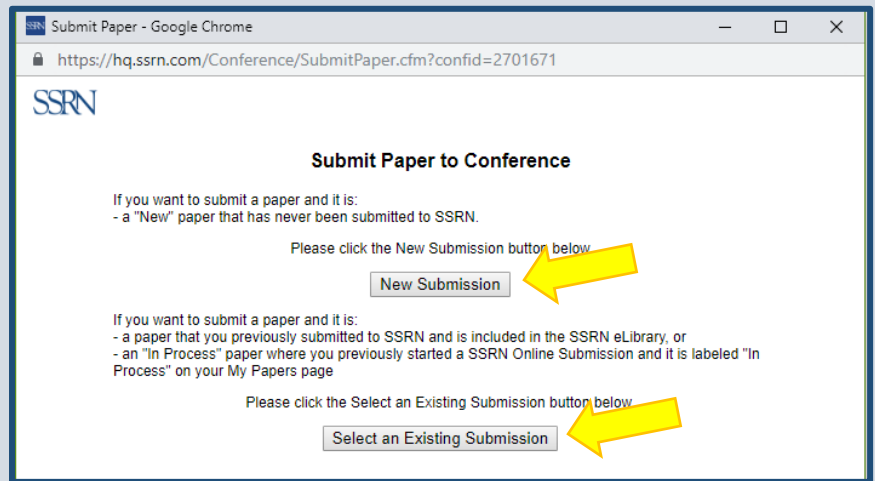 SSRN Submit Paper - Google Chrome
https://hq.ssrn.com/Conference/SubmitPaper.cfm?confid=2701671
SSRN
Submit Paper to Conference
If you want to submit a paper and it is:
- a "New" paper that has never been submitted to SSRN.
Please click the New Submission button below
New Submission
If you want to submit a paper and it is:
- a paper that you previously submitted to SSRN and is included in the SSRN eLibrary, or
- an "In Process" paper where you previously started a SSRN Online Submission and it is labeled "In
Process" on your My Papers page
Please click the Select an Existing Submission button below
Select an Existing Submission